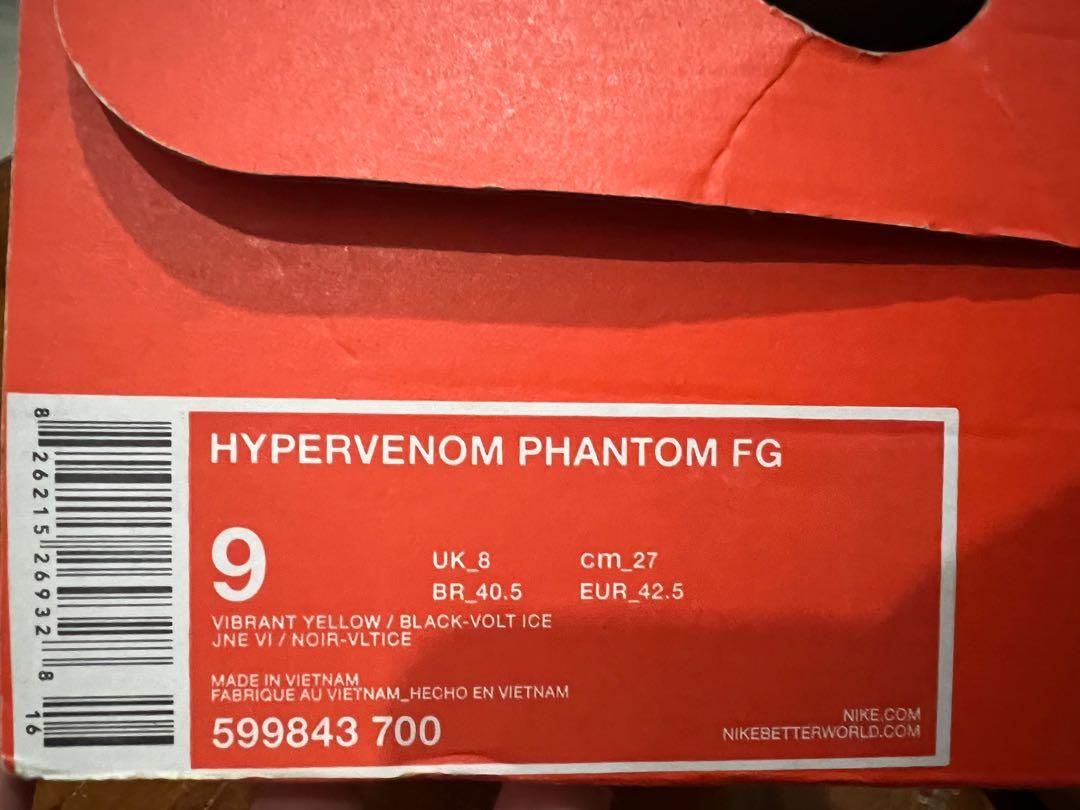 HYPERVENOM PHANTOM FG
9
UK_8 cm_27
BR_40.5 EUR_42.5
VIBRANT YELLOW / BLACK-VOLT ICE
JNE VI / NOIR-VLTICE
MADE IN VIETNAM
FABRIQUE AU VIETNAM_HECHO EN VIETNAM
599843 700
NIKE.COM
NIKEBETTERWORLD.COM
8 26215 26932 8
16